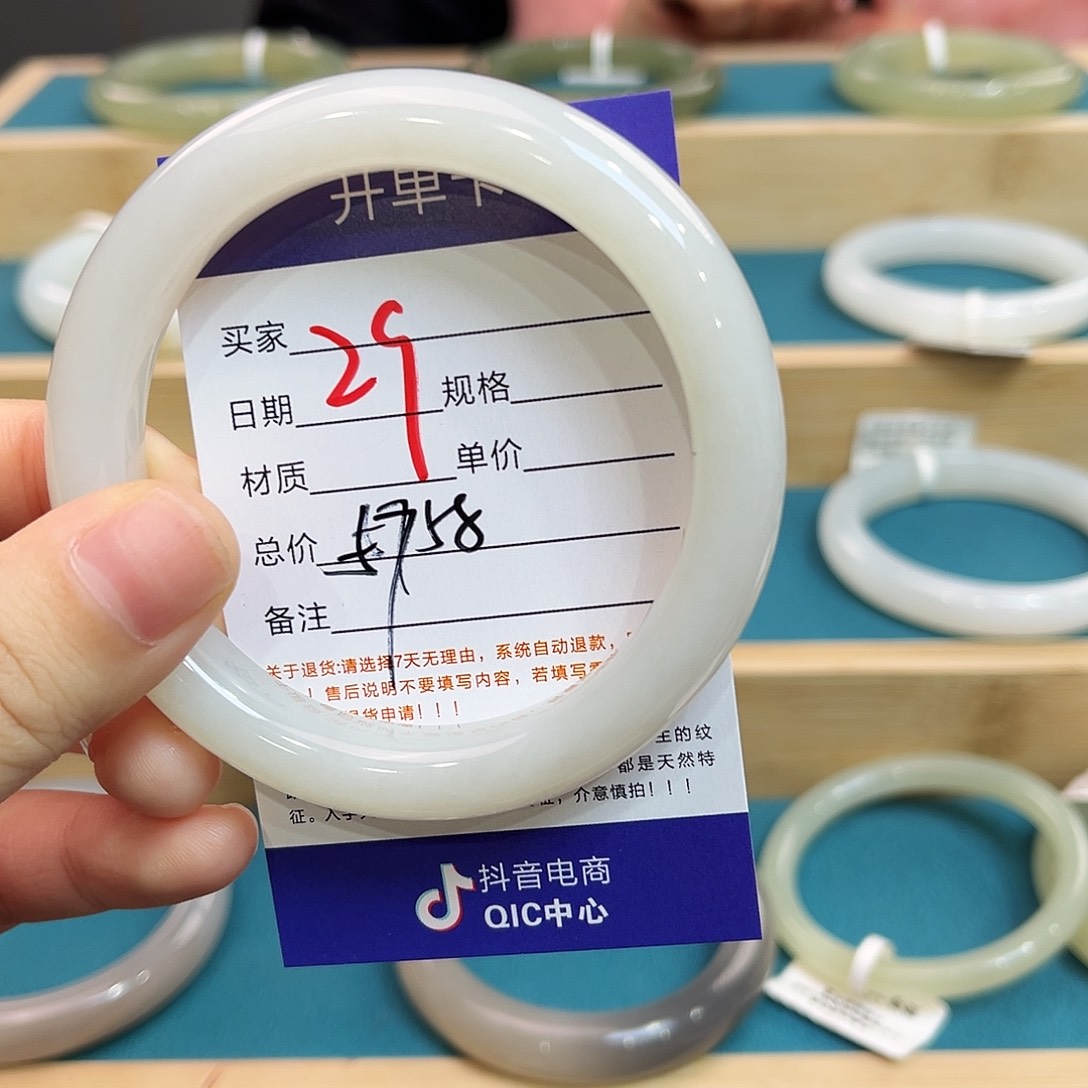 开单卡
买家
29
日期
规格
材质
单价
总价 5958
备注
关于退货:请选择7天无理由，系统自动退款，
！售后说明不要填写内容，若填写
退货申请！！！
的纹
都是天然特
征。入手
介意慎拍！！！
抖音电商
QIC中心